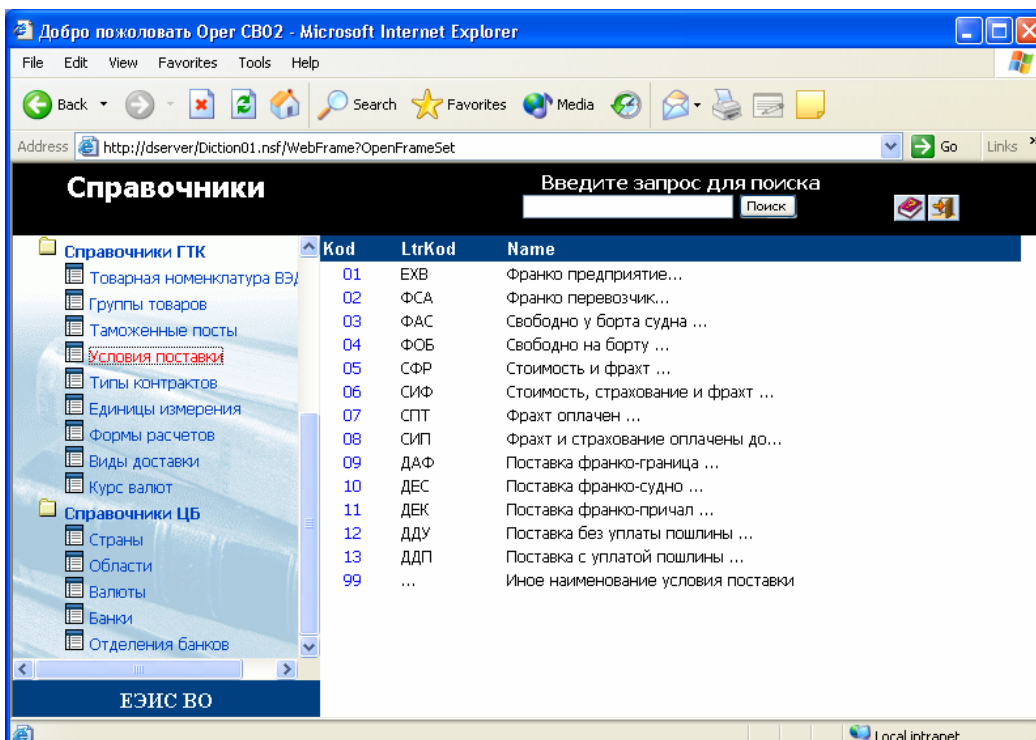 Добро пожоловать Oper CB02 - Microsoft Internet Explorer
File Edit View Favorites Tools Help
Back Search Favorites Media
Address http://dserver/Diction01.nsf/WebFrame?OpenFrameSet Go Links »
Справочники
Введите запрос для поиска
Поиск
Справочники ГТК
Товарная номенклатура ВЭД
Группы товаров
Таможенные посты
Условия поставки
Типы контрактов
Единицы измерения
Формы расчетов
Виды доставки
Курс валют
Справочники ЦБ
Страны
Области
Валюты
Банки
Отделения банков
ЕЭИС ВО
Kod LtrKod Name
01 EXB Франко предприятие...
02 ФСА Франко перевозчик...
03 ФАС Свободно у борта судна ...
04 ФОБ Свободно на борту ...
05 СФР Стоимость и фрахт ...
06 СИФ Стоимость, страхование и фрахт ...
07 СПТ Фрахт оплачен ...
08 СИП Фрахт и страхование оплачены до...
09 ДАФ Поставка франко-граница ...
10 ДЕС Поставка франко-судно ...
11 ДЕК Поставка франко-причал ...
12 ДДУ Поставка без уплаты пошлины ...
13 ДДП Поставка с уплатой пошлины ...
99 ... Иное наименование условия поставки
Local intranet